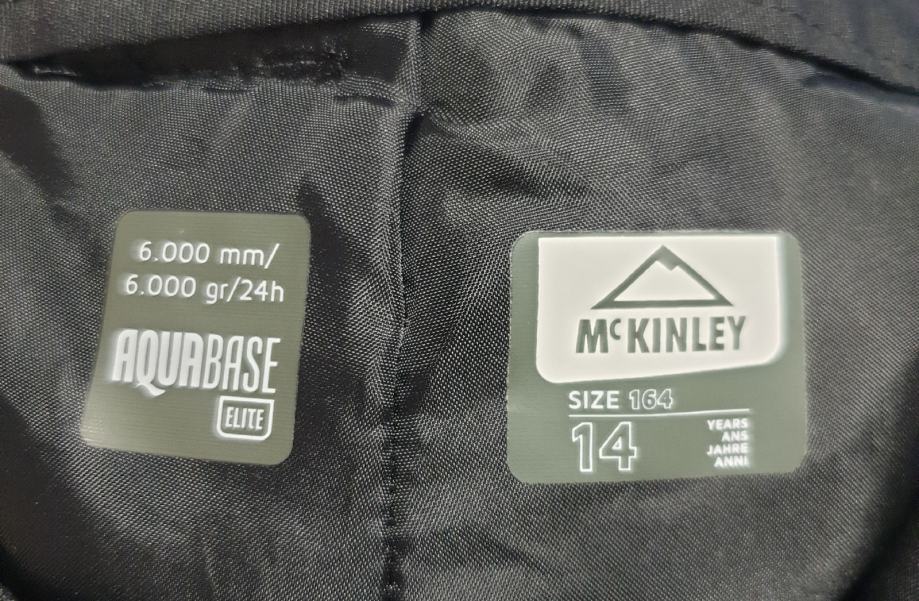 6.000 mm/
6.000 gr/24h
AQUABASE
ELITE
McKINLEY
SIZE 164
14
YEARS
ANS
JAHRE
ANNI